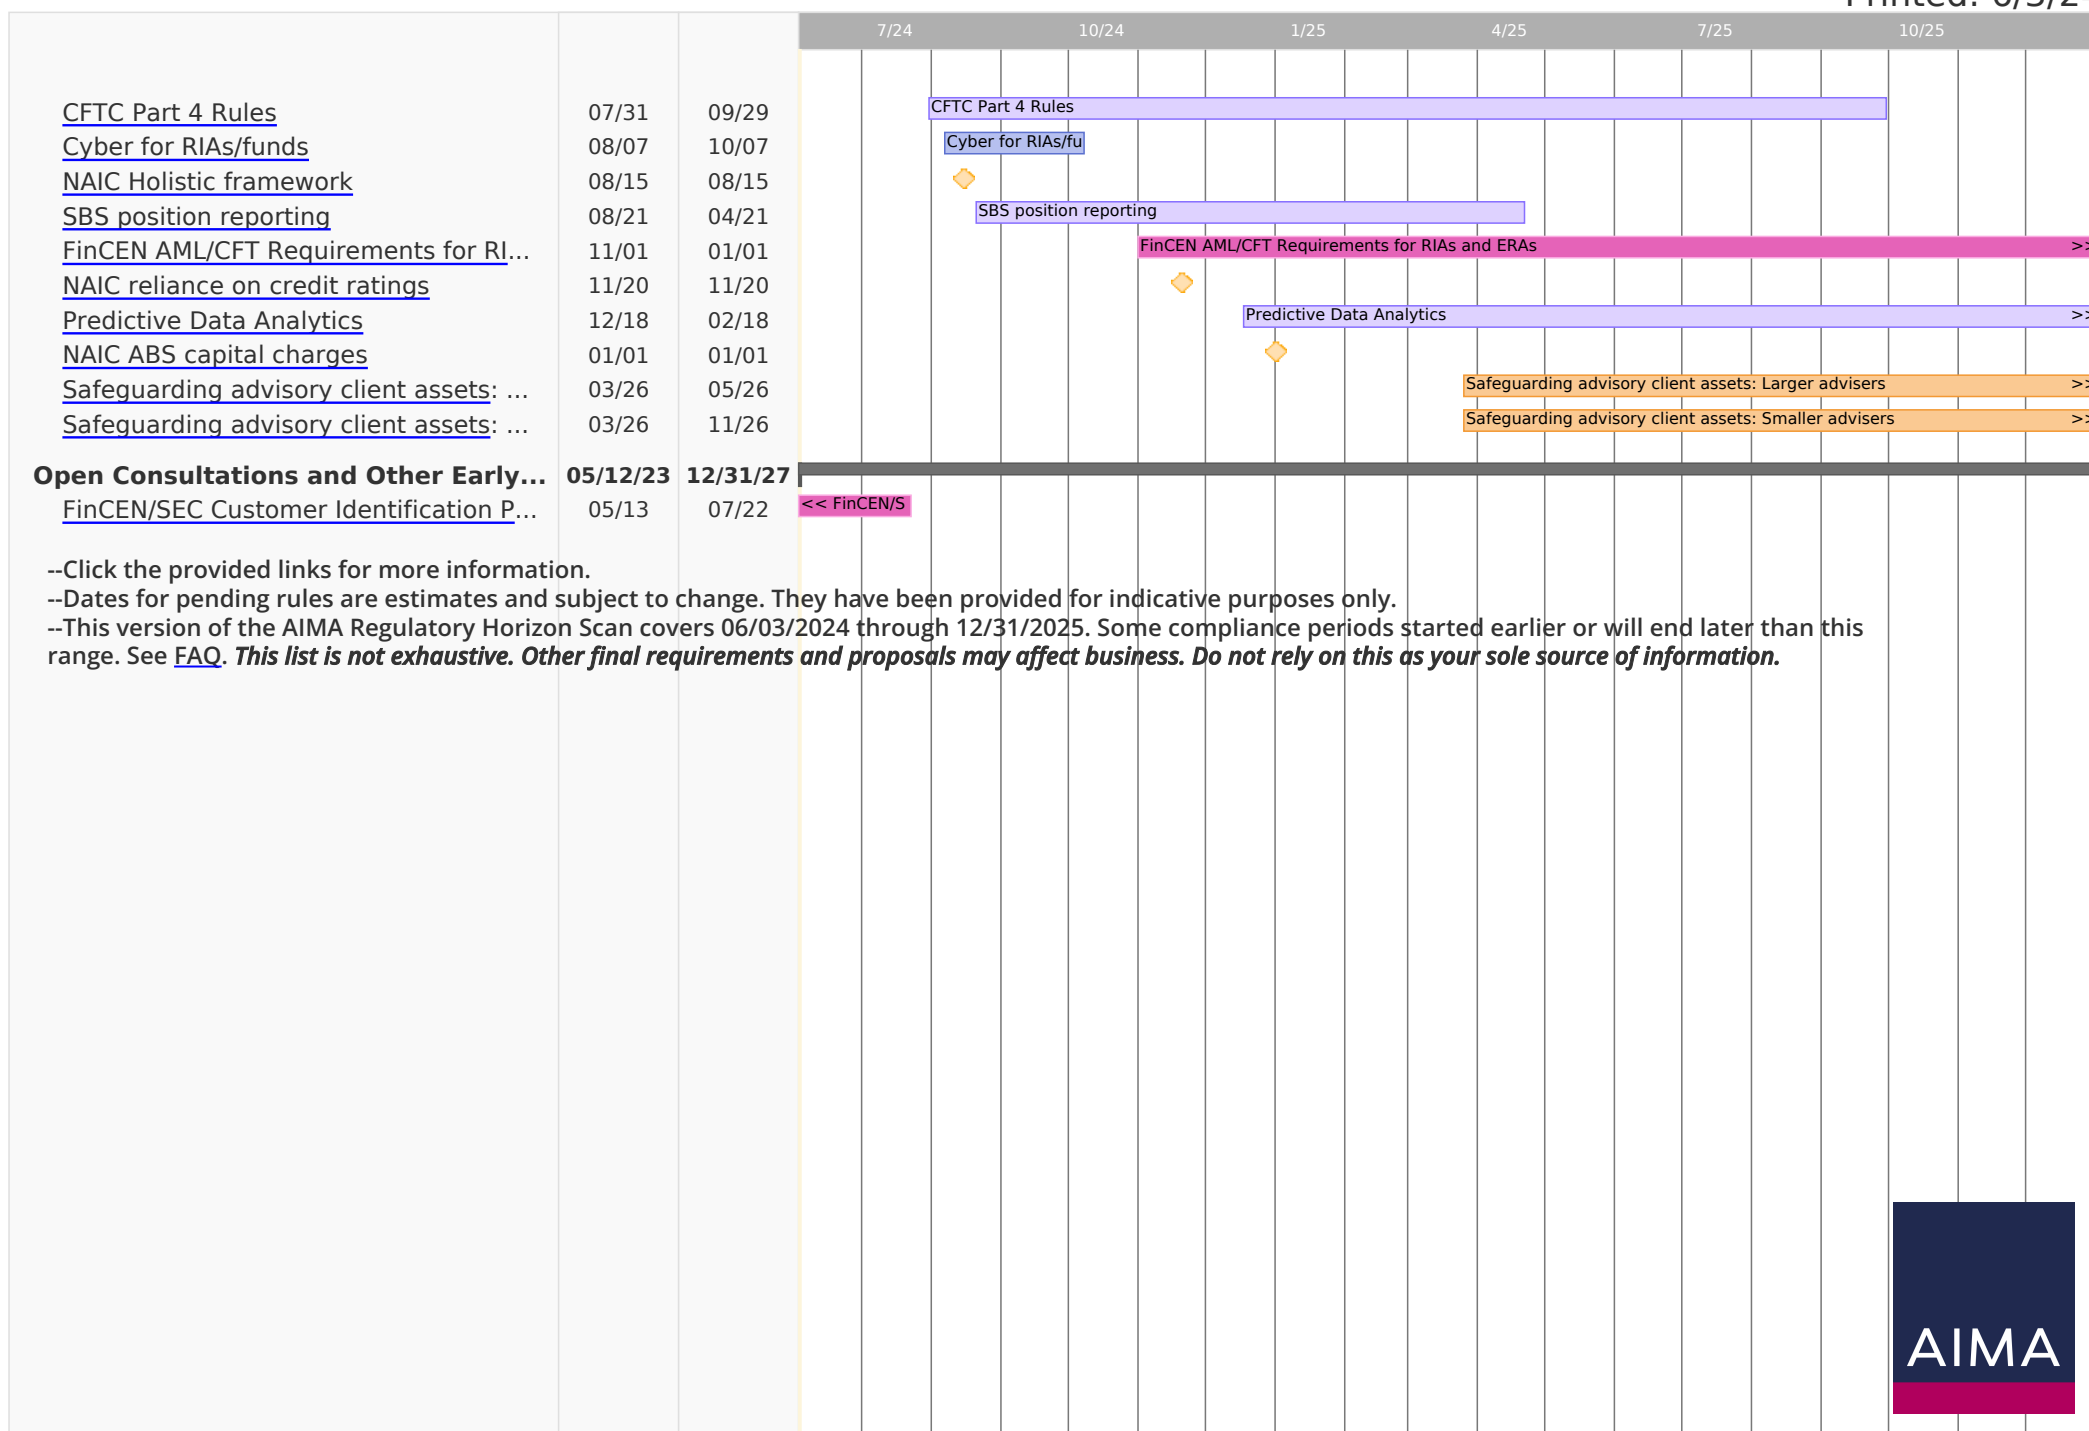 7/24 10/24 1/25 4/25 7/25 10/25
CFTC Part 4 Rules 07/31 09/29 CFTC Part 4 Rules
Cyber for RIAs/funds 08/07 10/07 Cyber for RIAs/fu
NAIC Holistic framework 08/15 08/15
SBS position reporting 08/21 04/21 SBS position reporting
FinCEN AML/CFT Requirements for RI... 11/01 01/01 FinCEN AML/CFT Requirements for RIAs and ERAs >>
NAIC reliance on credit ratings 11/20 11/20
Predictive Data Analytics 12/18 02/18 Predictive Data Analytics >>
NAIC ABS capital charges 01/01 01/01
Safeguarding advisory client assets: ... 03/26 05/26 Safeguarding advisory client assets: Larger advisers >>
Safeguarding advisory client assets: ... 03/26 11/26 Safeguarding advisory client assets: Smaller advisers >>
Open Consultations and Other Early... 05/12/23 12/31/27
FinCEN/SEC Customer Identification P... 05/13 07/22 << FinCEN/S
--Click the provided links for more information.
--Dates for pending rules are estimates and subject to change. They have been provided for indicative purposes only.
--This version of the AIMA Regulatory Horizon Scan covers 06/03/2024 through 12/31/2025. Some compliance periods started earlier or will end later than this
range. See FAQ. This list is not exhaustive. Other final requirements and proposals may affect business. Do not rely on this as your sole source of information.
AIMA